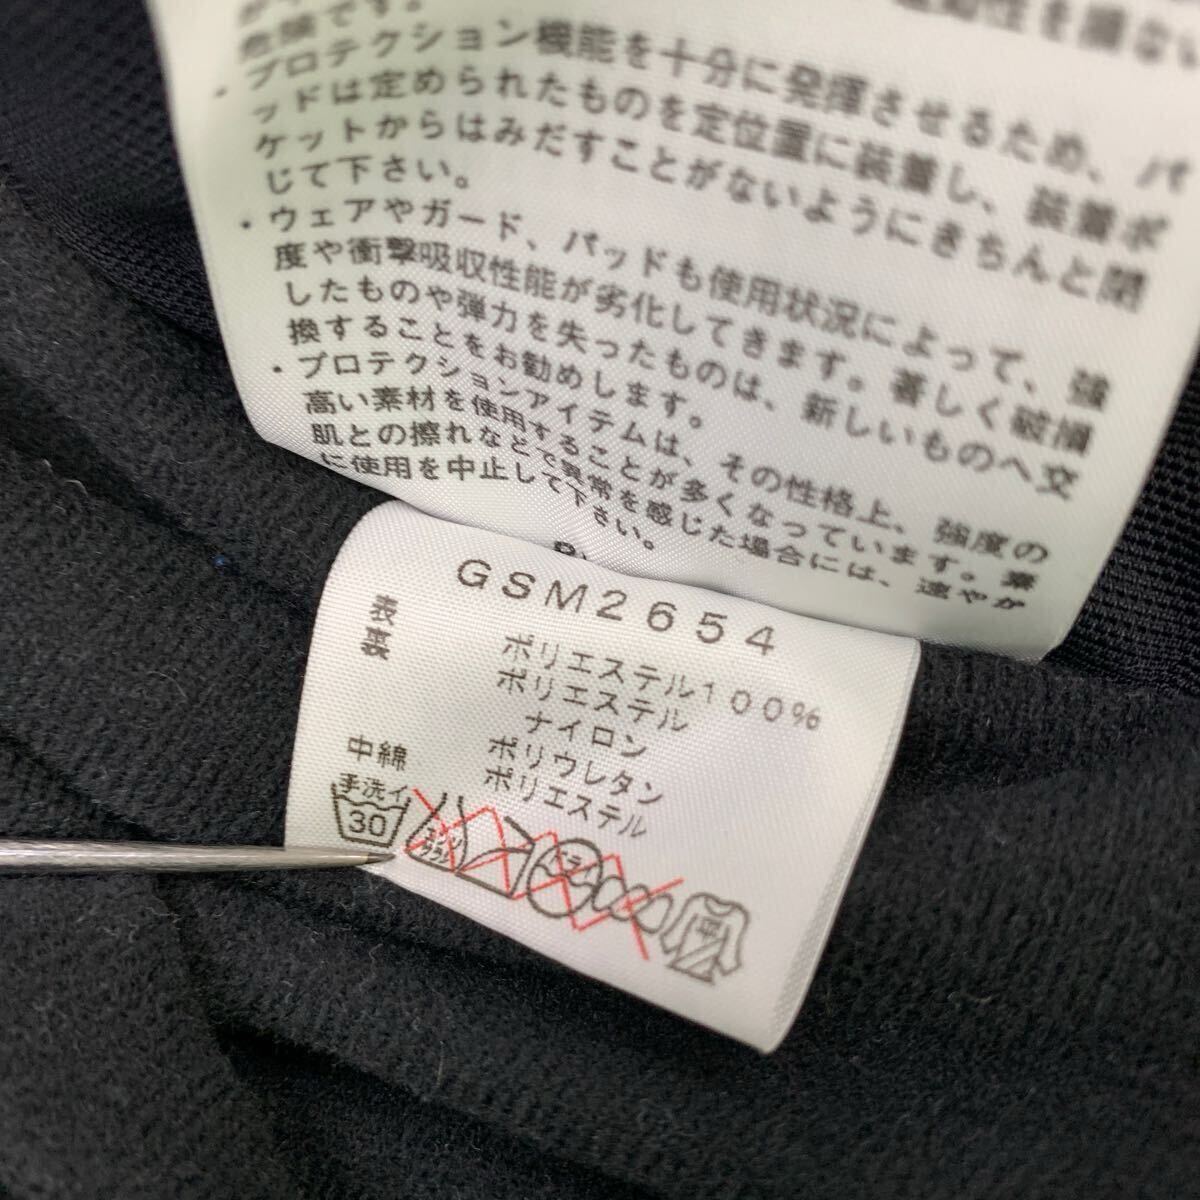 危険です。
・プロテクション機能を十分に発揮させるため、パ
ッドは定められたものを定位置に装着し、装着ポ
ケットからはみだすことがないようにきちんと閉
じて下さい。
・ウェアやガード、パッドも使用状況によって、強
度や衝撃吸収性能が劣化してきます。著しく破損
したものや弾力を失ったものは、新しいものへ交
換することをお勧めします。
・プロテクションアイテムは、その性格上、強度の
高い素材を使用することが多くなっています。素
肌との擦れなどで異常を感じた場合には、速やか
に使用を中止して下さい。
GSM2654
表 ポリエステル100%
裏 ポリエステル
ナイロン
ポリウレタン
中綿 ポリエステル
手洗イ
30
エンソ
サラシ
ドライ
平